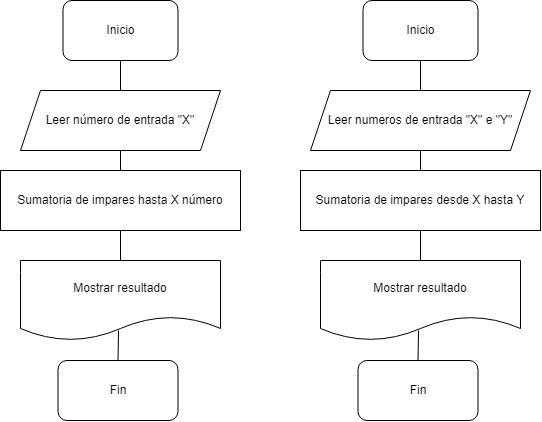 Inicio
Leer número de entrada "X"
Sumatoria de impares hasta X número
Mostrar resultado
Fin
Inicio
Leer numeros de entrada "X" e "Y"
Sumatoria de impares desde X hasta Y
Mostrar resultado
Fin